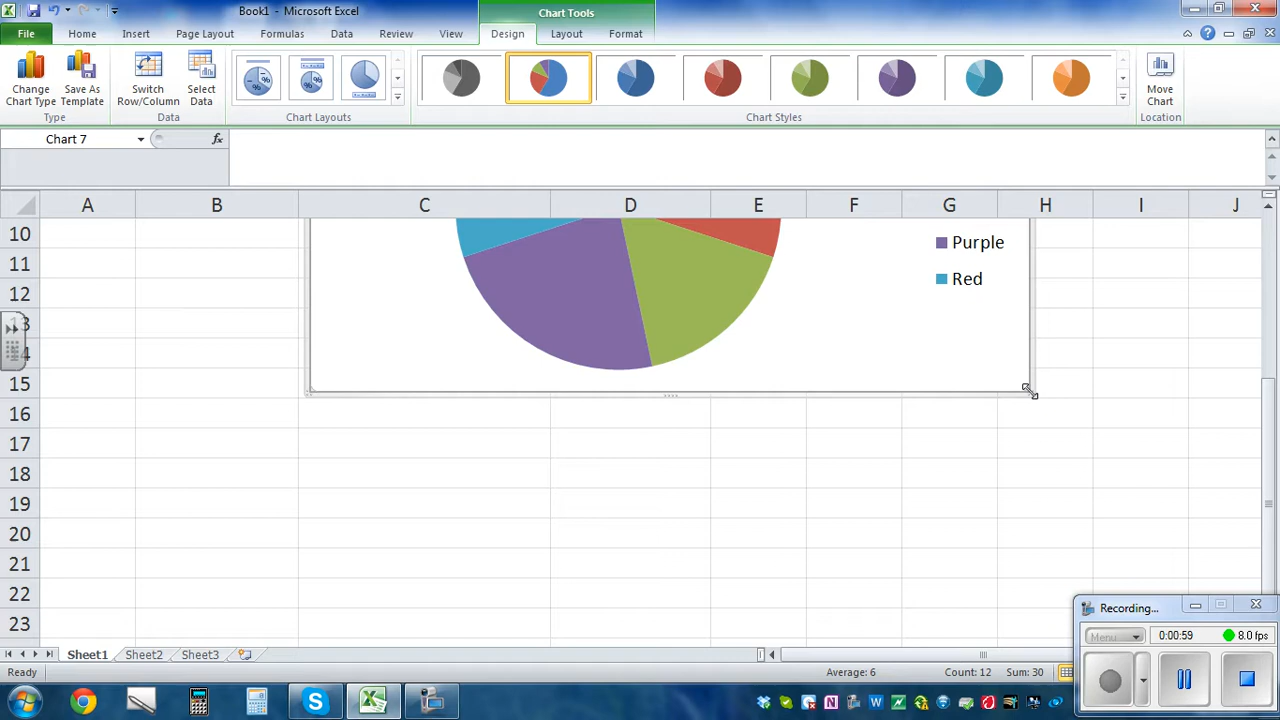 Book1 - Microsoft Excel
Chart Tools
File Home Insert Page Layout Formulas Data Review View Design Layout Format
Change Chart Type
Save As Template
Switch Row/Column
Select Data
Move Chart
Type Data Chart Layouts Chart Styles Location
Chart 7 fx
A B C D E F G H I J
10 Purple
11 Red
12
3
4
15
16
17
18
19
20
21
22
23
Recording...
Menu 0:00:59 8.0 fps
Sheet1 Sheet2 Sheet3
Ready Average: 6 Count: 12 Sum: 30